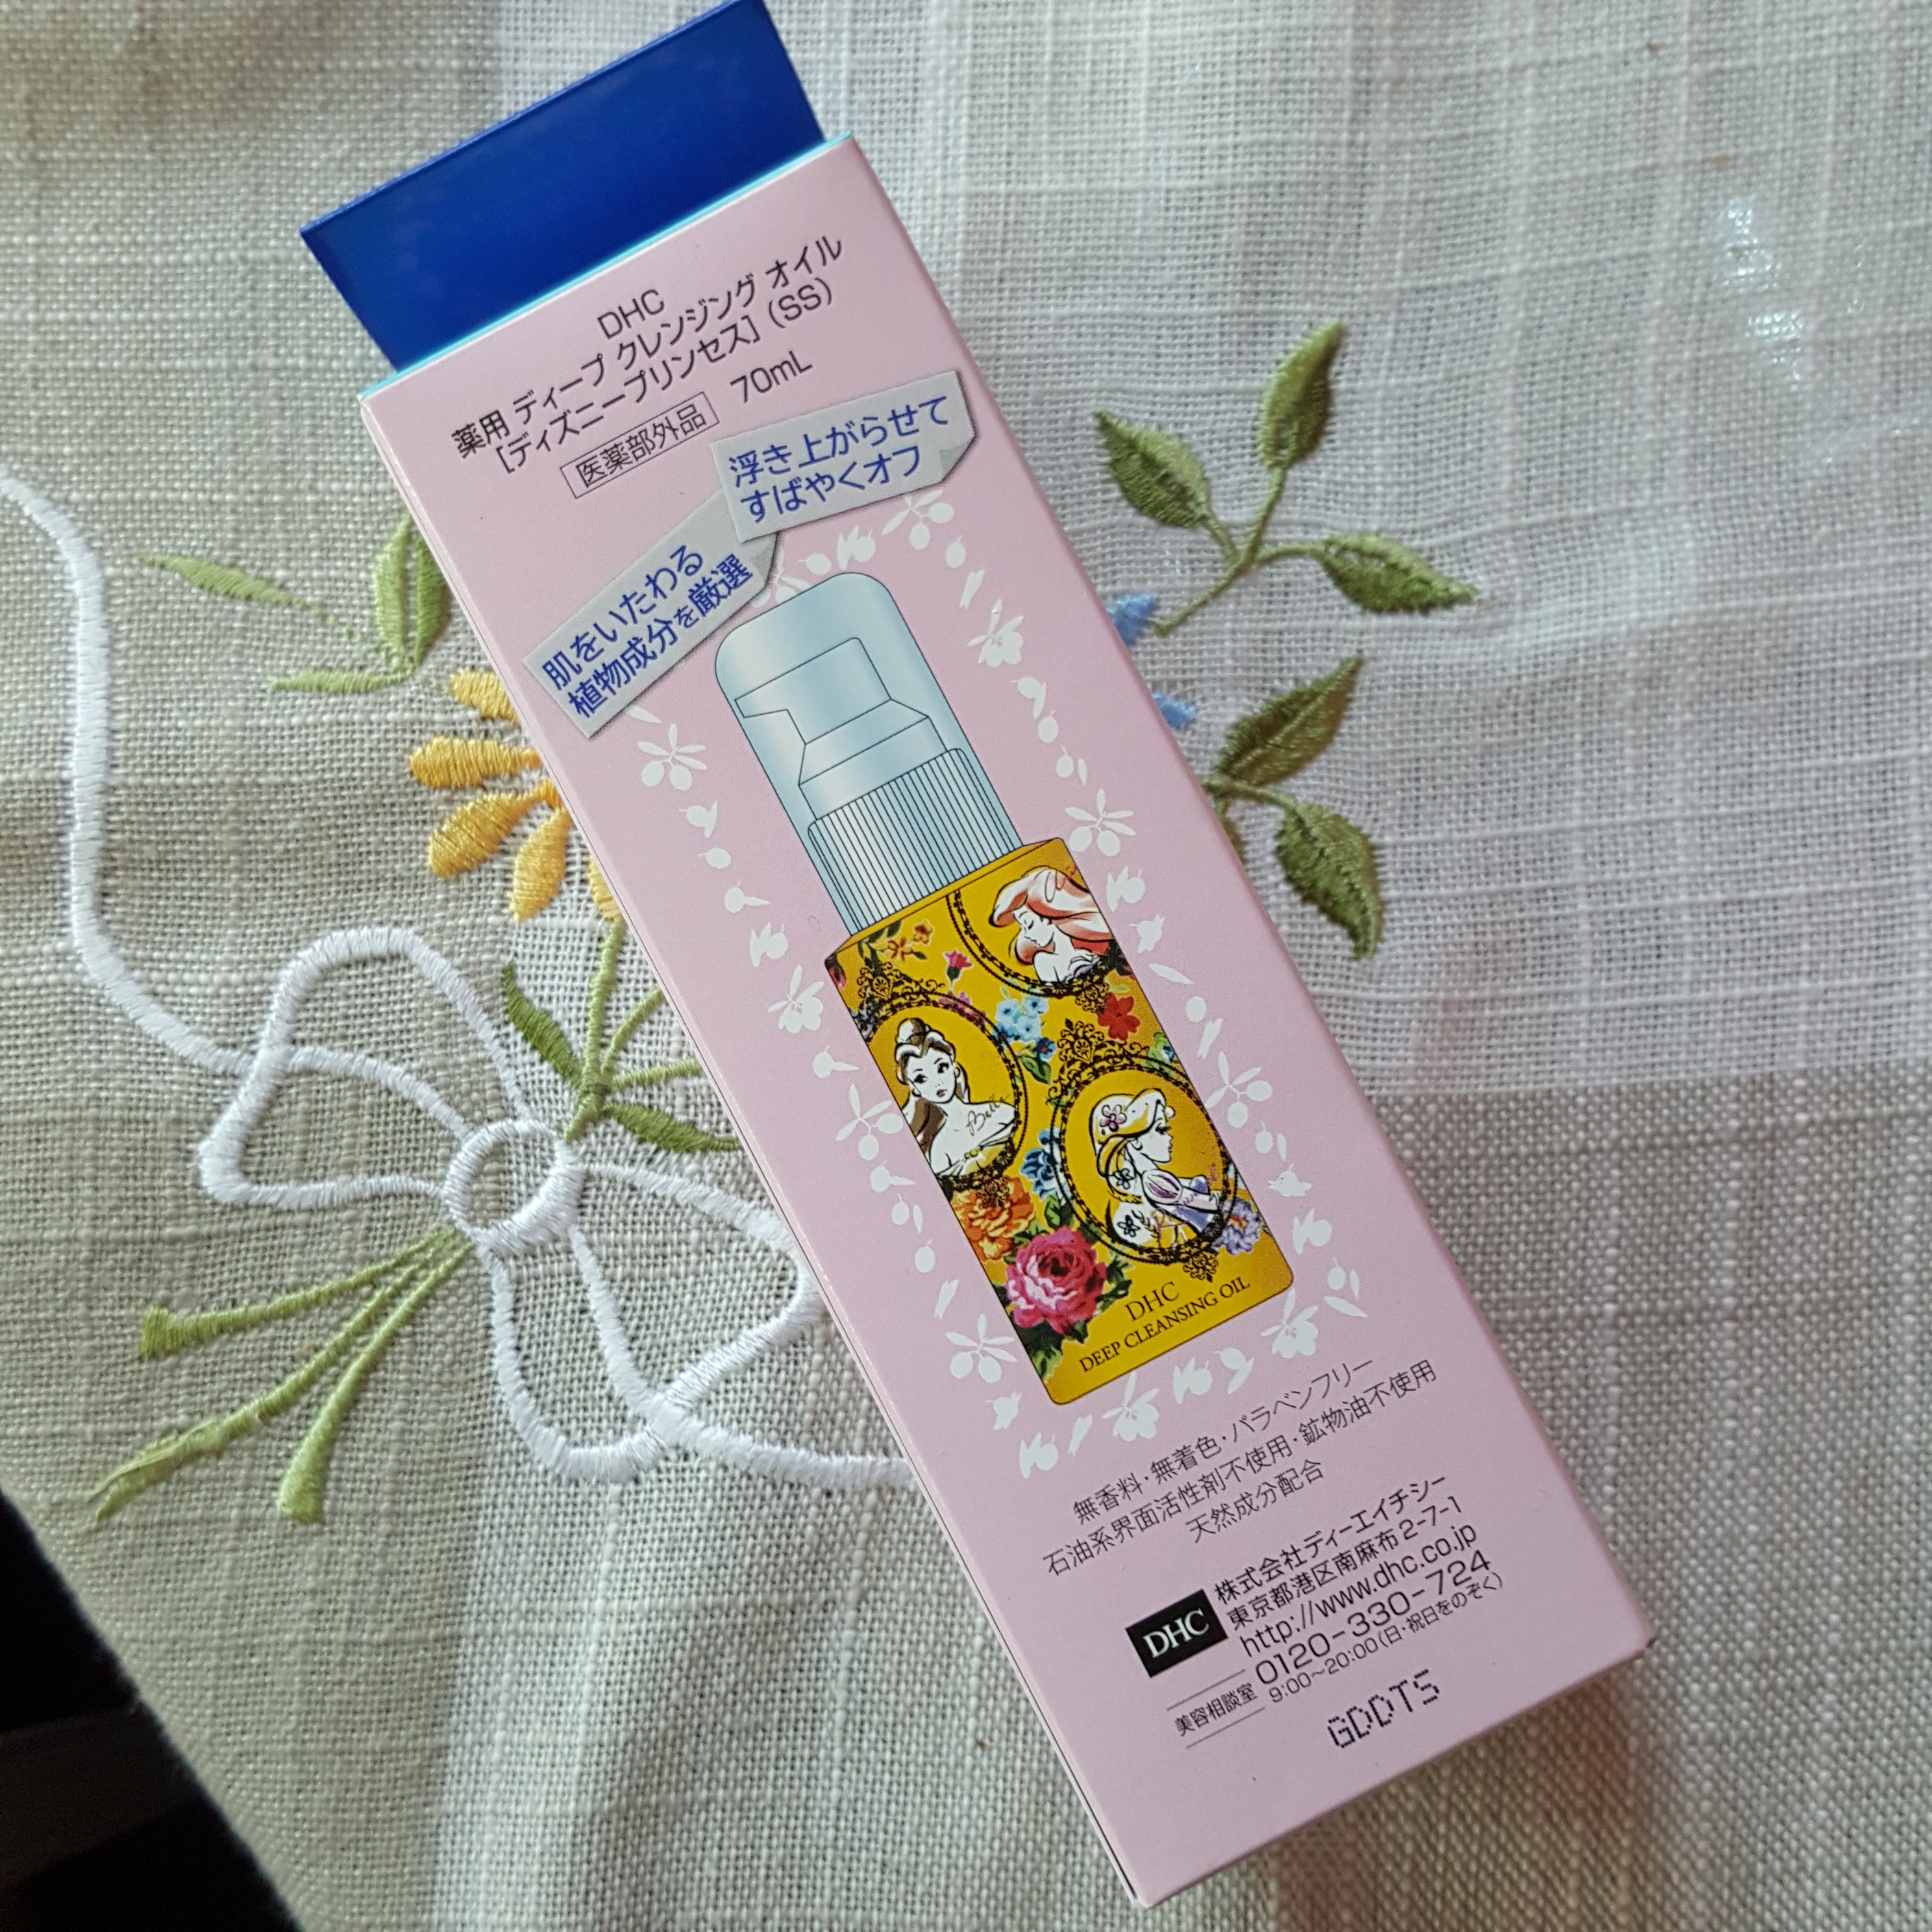 DHC
薬用 ディープ クレンジング オイル
[ディズニープリンセス] (SS)
医薬部外品 70mL
浮き上がらせて
すばやくオフ
肌をいたわる
植物成分を厳選
Belle
DHC
DEEP CLEANSING OIL
無香料・無着色・パラベンフリー
石油系界面活性剤不使用・鉱物油不使用
天然成分配合
DHC
株式会社ディーエイチシー
東京都港区南麻布2-7-1
http://www.dhc.co.jp
美容相談室 0120-330-724
9:00~20:00(日・祝日をのぞく)
GDDT5